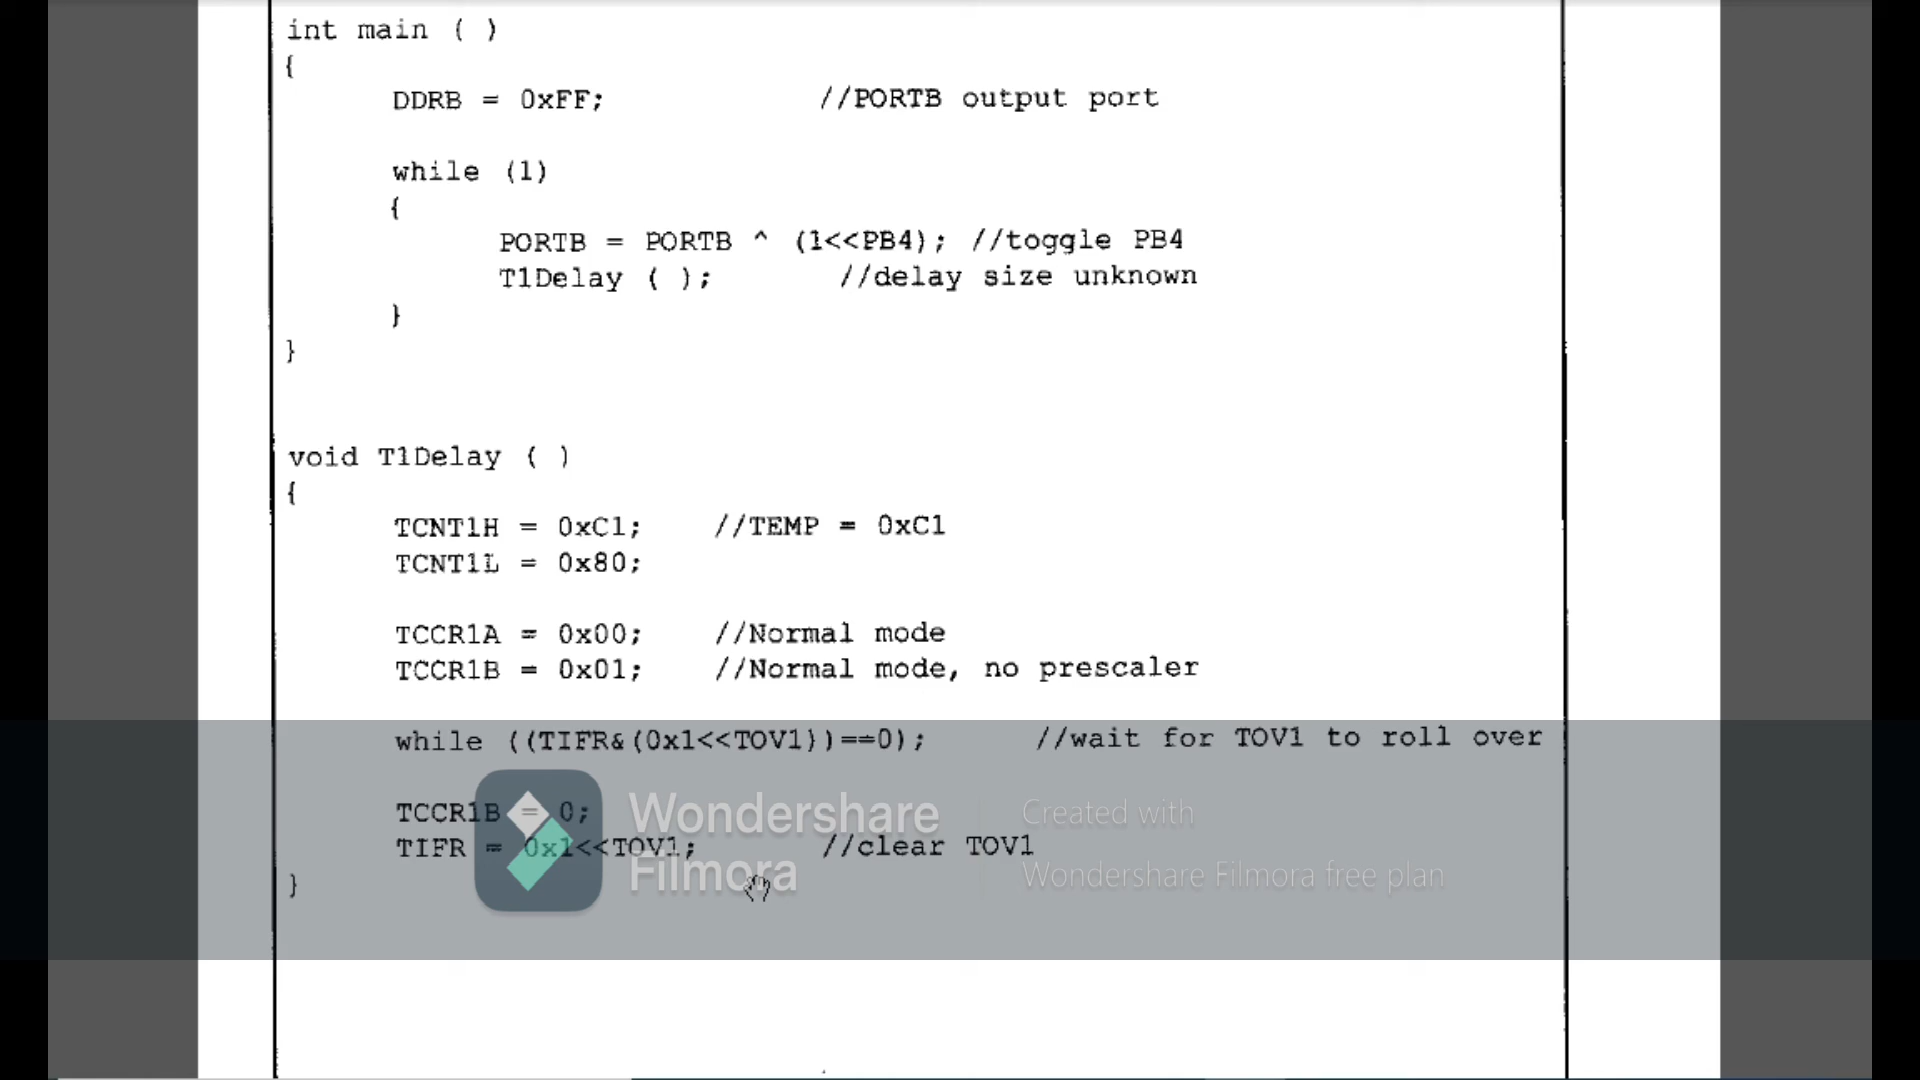 int main ( )
{
DDRB = 0xFF; //PORTB output port
while (1)
{
PORTB = PORTB ^ (1<<PB4); //toggle PB4
T1Delay ( ); //delay size unknown
}
}
void T1Delay ( )
{
TCNT1H = 0xC1; //TEMP = 0xC1
TCNT1L = 0x80;
TCCR1A = 0x00; //Normal mode
TCCR1B = 0x01; //Normal mode, no prescaler
while ((TIFR&(0x1<<TOV1))==0); //wait for TOV1 to roll over
TCCR1B = 0;
TIFR = 0x1<<TOV1; //clear TOV1
}
Wondershare
Filmora
Created with
Wondershare Filmora free plan